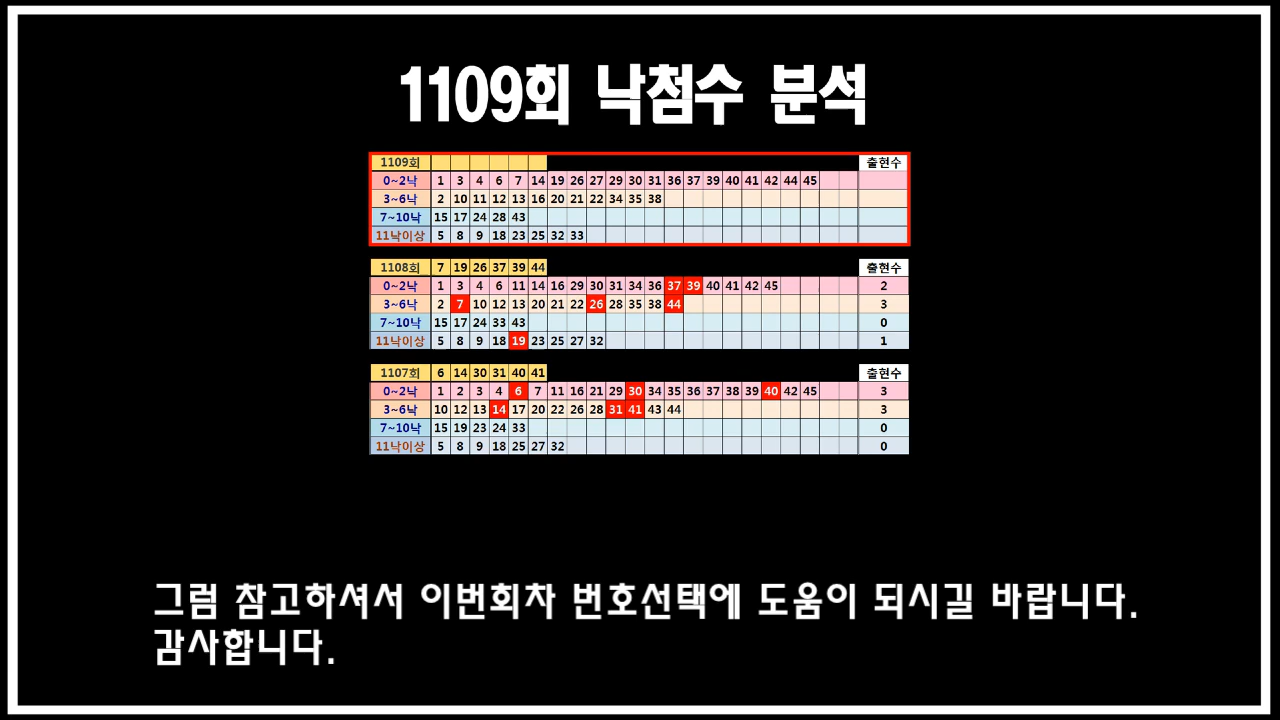 1109회 낙첨수 분석
1109회 출현수
0~2낙 1 3 4 6 7 14 19 26 27 29 30 31 36 37 39 40 41 42 44 45
3~6낙 2 10 11 12 13 16 20 21 22 34 35 38
7~10낙 15 17 24 28 43
11낙이상 5 8 9 18 23 25 32 33
1108회 7 19 26 37 39 44 출현수
0~2낙 1 3 4 6 11 14 16 29 30 31 34 36 37 39 40 41 42 45 2
3~6낙 2 7 10 12 13 20 21 22 26 28 35 38 44 3
7~10낙 15 17 24 33 43 0
11낙이상 5 8 9 18 19 23 25 27 32 1
1107회 6 14 30 31 40 41 출현수
0~2낙 1 2 3 4 6 7 11 16 21 29 30 34 35 36 37 38 39 40 42 45 3
3~6낙 10 12 13 14 17 20 22 26 28 31 41 43 44 3
7~10낙 15 19 23 24 33 0
11낙이상 5 8 9 18 25 27 32 0
그럼 참고하셔서 이번회차 번호선택에 도움이 되시길 바랍니다.
감사합니다.